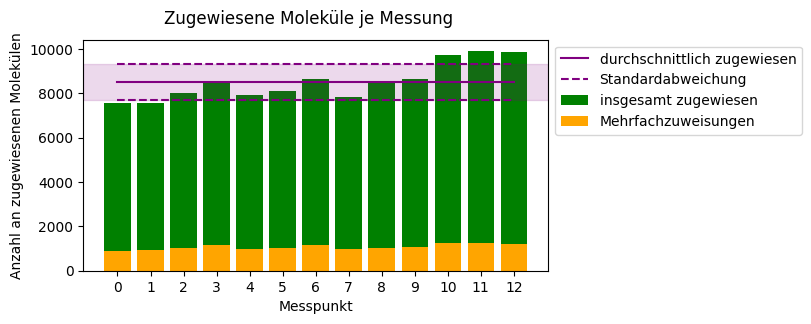 Zugewiesene Moleküle je Messung
Anzahl an zugewiesenen Molekülen
10000
8000
6000
4000
2000
0
0 1 2 3 4 5 6 7 8 9 10 11 12
Messpunkt
durchschnittlich zugewiesen
Standardabweichung
insgesamt zugewiesen
Mehrfachzuweisungen